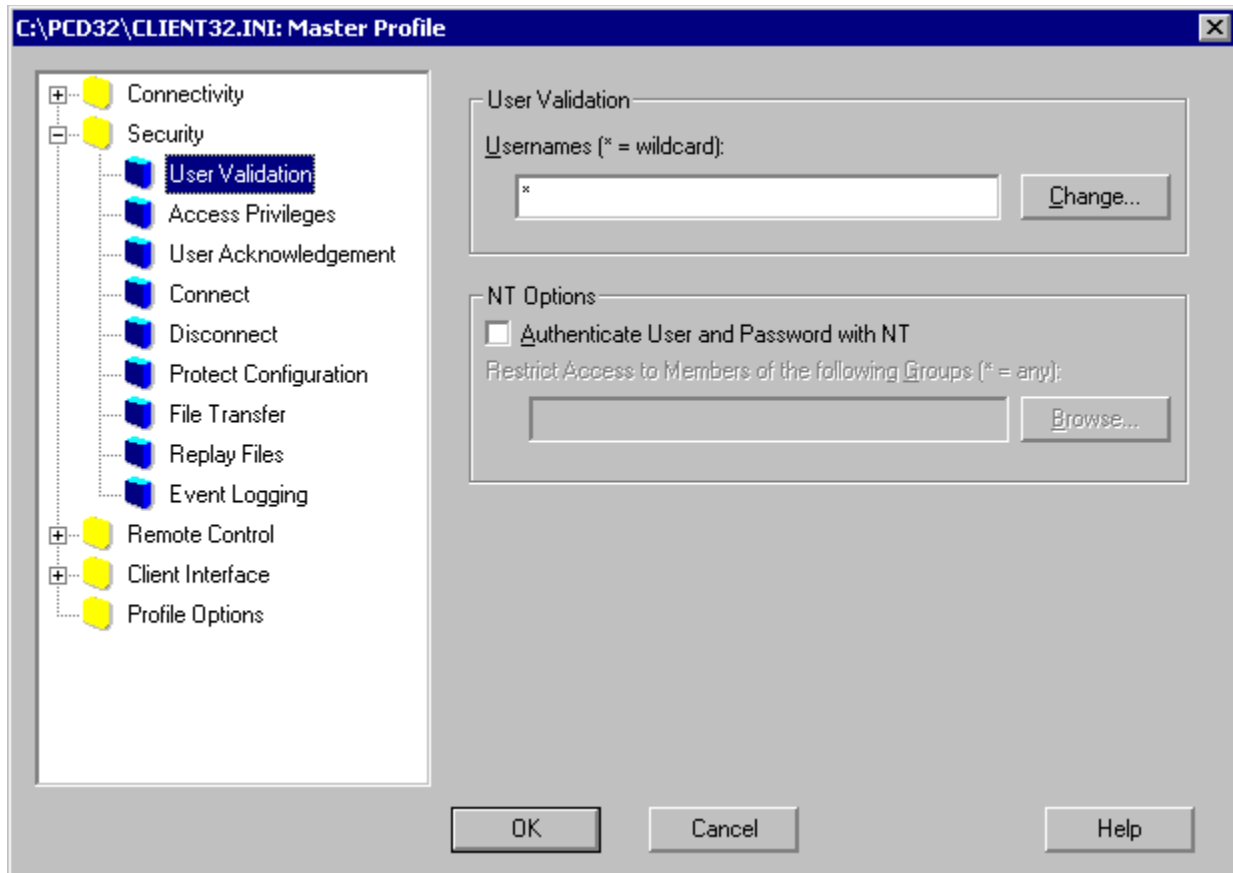 C:\PCD32\CLIENT32.INI: Master Profile
Connectivity
Security
User Validation
Access Privileges
User Acknowledgement
Connect
Disconnect
Protect Configuration
File Transfer
Replay Files
Event Logging
Remote Control
Client Interface
Profile Options
User Validation
Usernames (* = wildcard):
*
Change...
NT Options
Authenticate User and Password with NT
Restrict Access to Members of the following Groups (* = any):
Browse...
OK
Cancel
Help